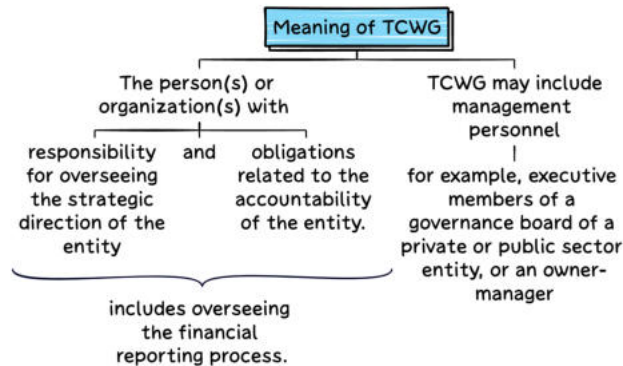 Meaning of TCWG
The person(s) or
organization(s) with
responsibility
for overseeing
the strategic
direction of the
entity
and
obligations
related to the
accountability
of the entity.
includes overseeing
the financial
reporting process.
TCWG may include
management
personnel
for example, executive
members of a
governance board of a
private or public sector
entity, or an owner-
manager